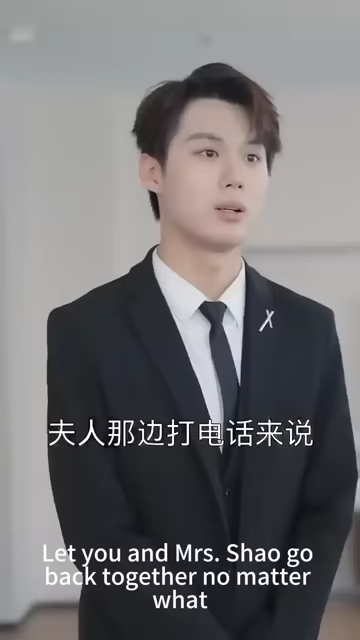 夫人那边打电话来说
Let you and Mrs. Shao go
back together no matter
what